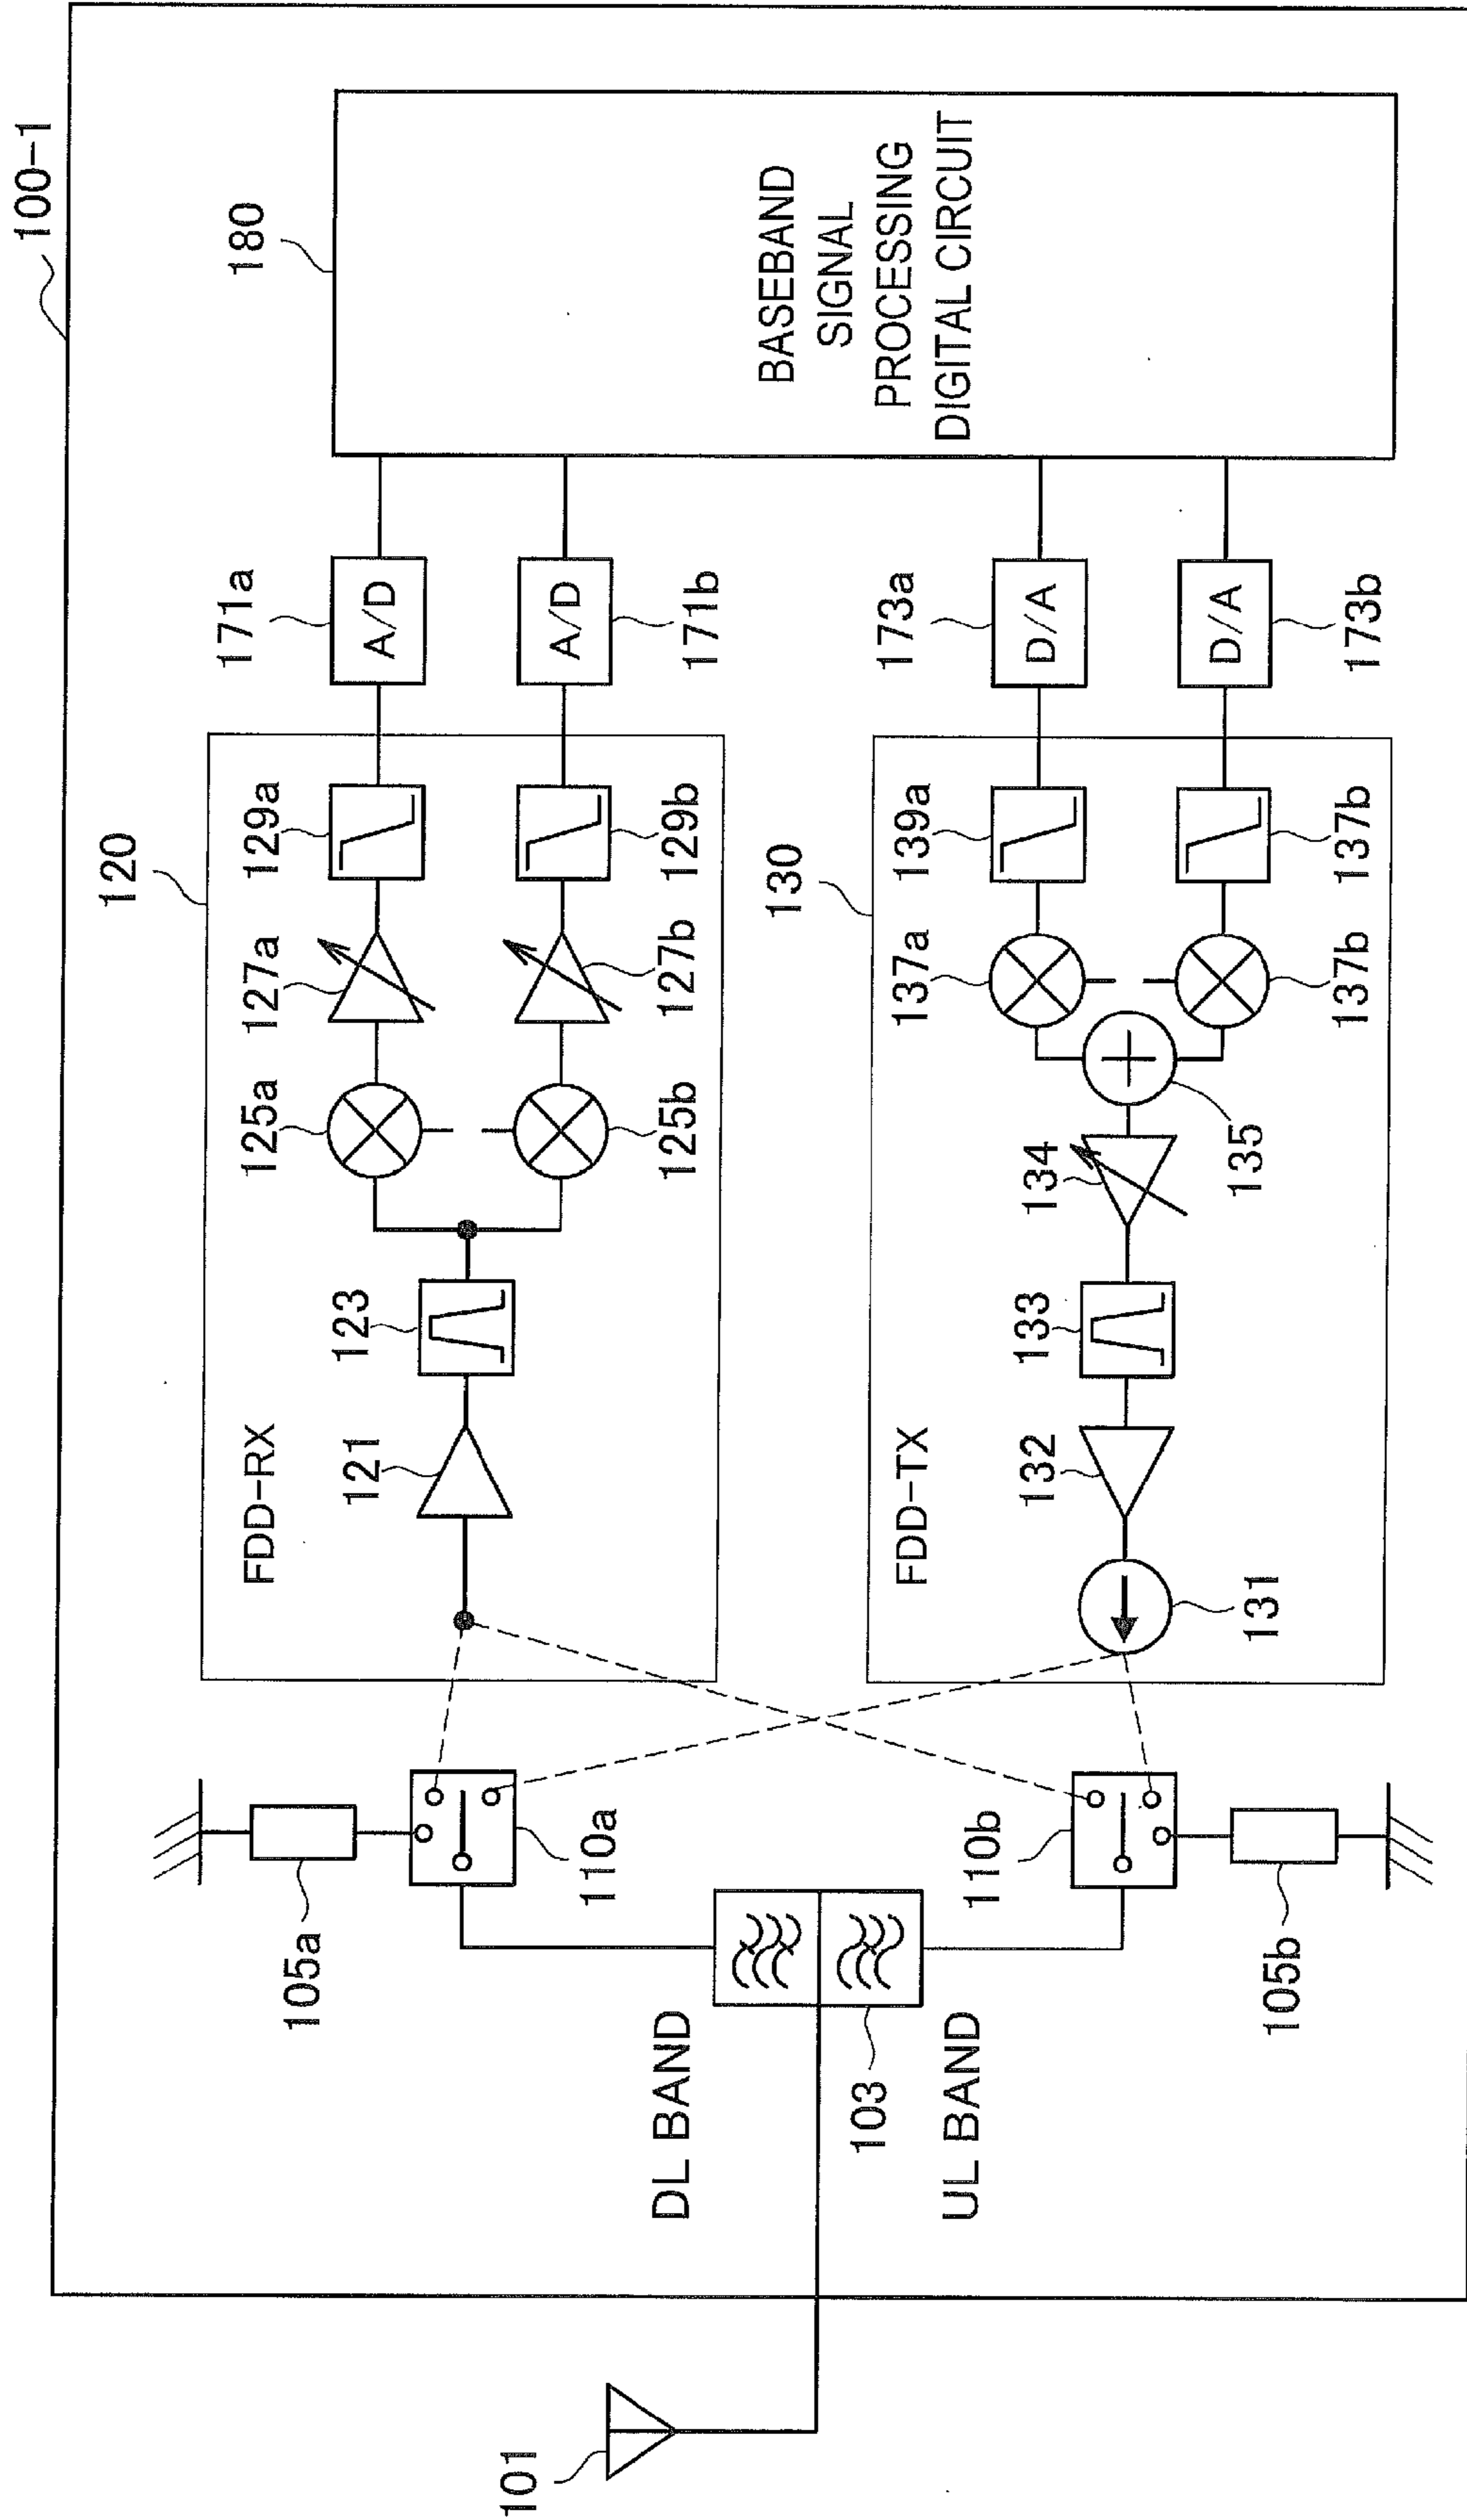 100-1
180
BASEBAND
SIGNAL
PROCESSING
DIGITAL CIRCUIT
171a
A/D
A/D
171b
173a
D/A
D/A
173b
120
FDD-RX
121
123
125a
125b
127a
127b
129a
129b
130
FDD-TX
131
132
133
134
135
137a
137b
139a
137b
105a
110a
110b
105b
DL BAND
103
UL BAND
101